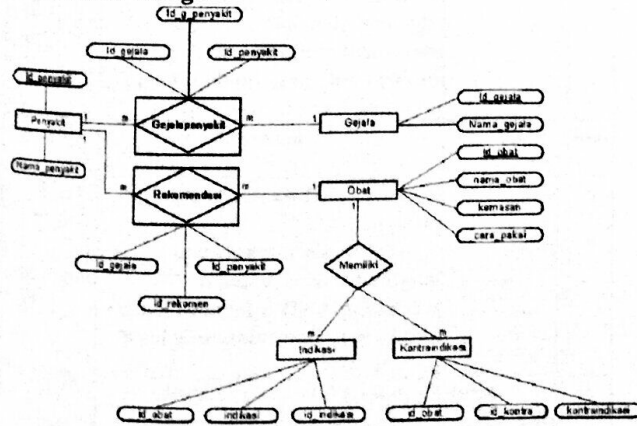 Id_g_penyakit
Id_gejala
Id_penyakit
Id_penyakit
Penyakit
Nama_penyakit
1
m
Gejalapenyakit
m
1
Gejala
Id_gejala
Nama_gejala
1
m
Rekomendasi
m
1
Obat
Id_obat
nama_obat
kemasan
cara_pakai
Id_gejala
Id_penyakit
Id_rekomen
1
Memiliki
m
m
Indikasi
Kontraindikasi
id_obat
indikasi
id_indikasi
id_obat
id_kontra
kontraindikasi